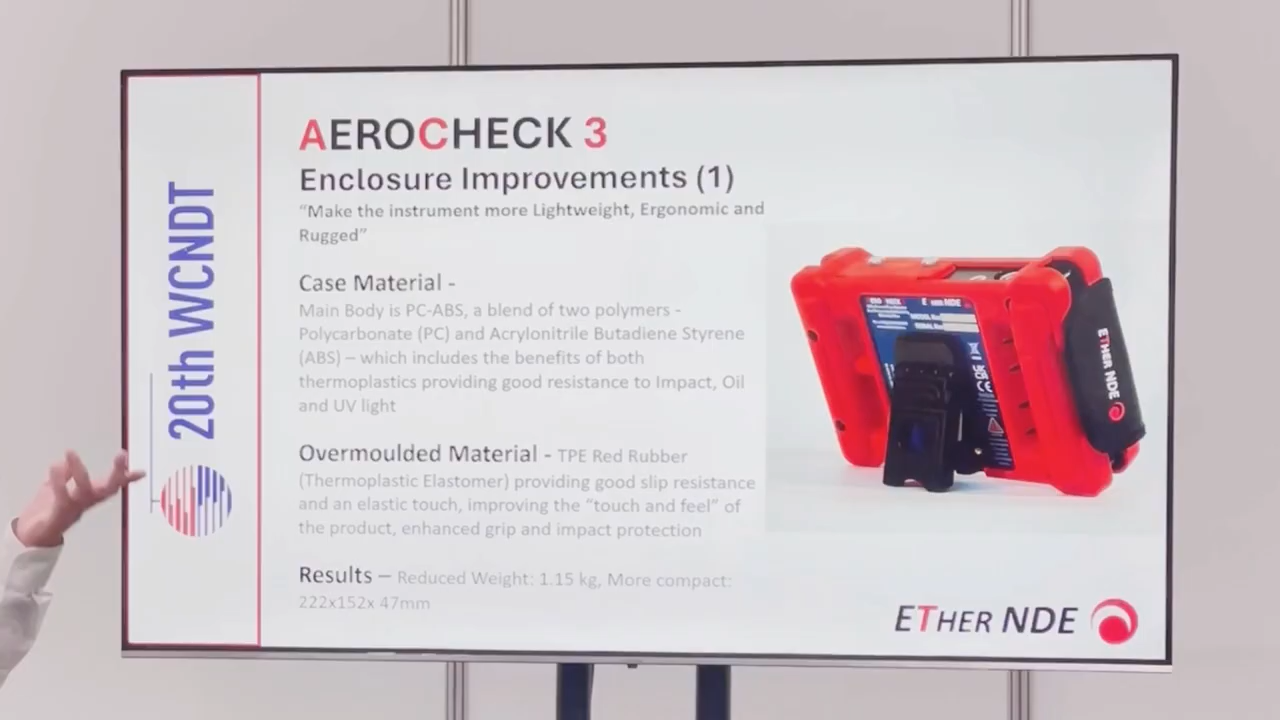 20th WCNDT
AEROCHECK 3
Enclosure Improvements (1)
“Make the instrument more Lightweight, Ergonomic and
Rugged”
Case Material -
Main Body is PC-ABS, a blend of two polymers -
Polycarbonate (PC) and Acrylonitrile Butadiene Styrene
(ABS) – which includes the benefits of both
thermoplastics providing good resistance to Impact, Oil
and UV light
Overmoulded Material - TPE Red Rubber
(Thermoplastic Elastomer) providing good slip resistance
and an elastic touch, improving the “touch and feel” of
the product, enhanced grip and impact protection
Results – Reduced Weight: 1.15 kg, More compact:
222x152x 47mm
ETHER NDE
ETHER NDE